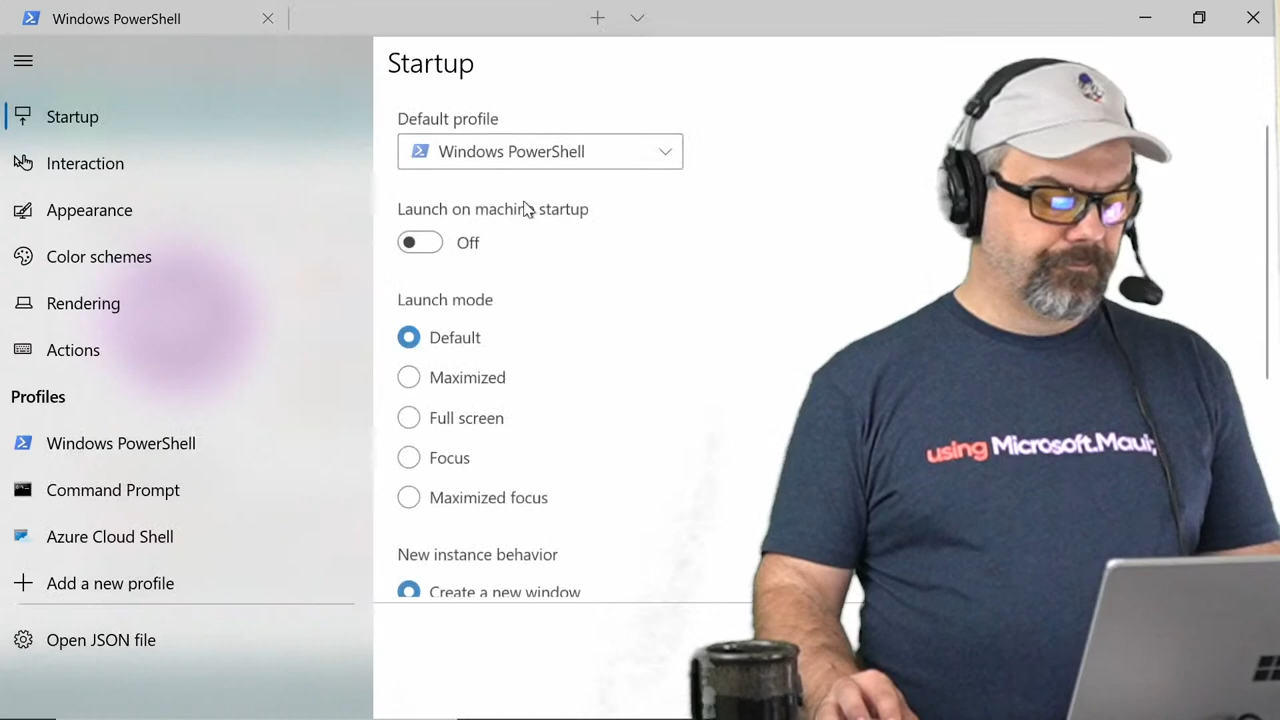 Windows PowerShell
Startup
Interaction
Appearance
Color schemes
Rendering
Actions
Profiles
Windows PowerShell
Command Prompt
Azure Cloud Shell
Add a new profile
Open JSON file
Startup
Default profile
Windows PowerShell
Launch on machine startup
Off
Launch mode
Default
Maximized
Full screen
Focus
Maximized focus
New instance behavior
Create a new window
using Microsoft.Maui;